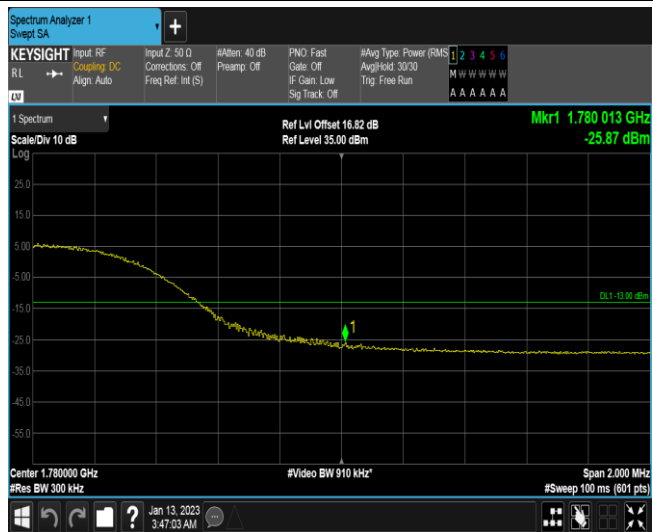 Spectrum Analyzer 1
Swept SA
+
KEYSIGHT
RL
LXI
Input: RF
Coupling: DC
Align: Auto
Input Z: 50 Ω
Corrections: Off
Freq Ref: Int (S)
#Atten: 40 dB
Preamp: Off
PNO: Fast
Gate: Off
IF Gain: Low
Sig Track: Off
#Avg Type: Power (RMS
Avg|Hold: 30/30
Trig: Free Run
1 2 3 4 5 6
M W W W W W
A A A A A A
1 Spectrum
Scale/Div 10 dB
Log
Ref Lvl Offset 16.82 dB
Ref Level 35.00 dBm
Mkr1 1.780 013 GHz
-25.87 dBm
25.0
15.0
5.00
-5.00
-15.0
-25.0
-35.0
-45.0
-55.0
DL1 -13.00 dBm
1
Center 1.780000 GHz
#Res BW 300 kHz
#Video BW 910 kHz*
Span 2.000 MHz
#Sweep 100 ms (601 pts)
?
Jan 13, 2023
3:47:03 AM